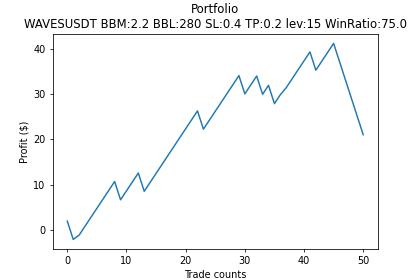 Portfolio
WAVESUSDT BBM:2.2 BBL:280 SL:0.4 TP:0.2 lev:15 WinRatio:75.0
40
30
20
10
0
Profit ($)
0 10 20 30 40 50
Trade counts